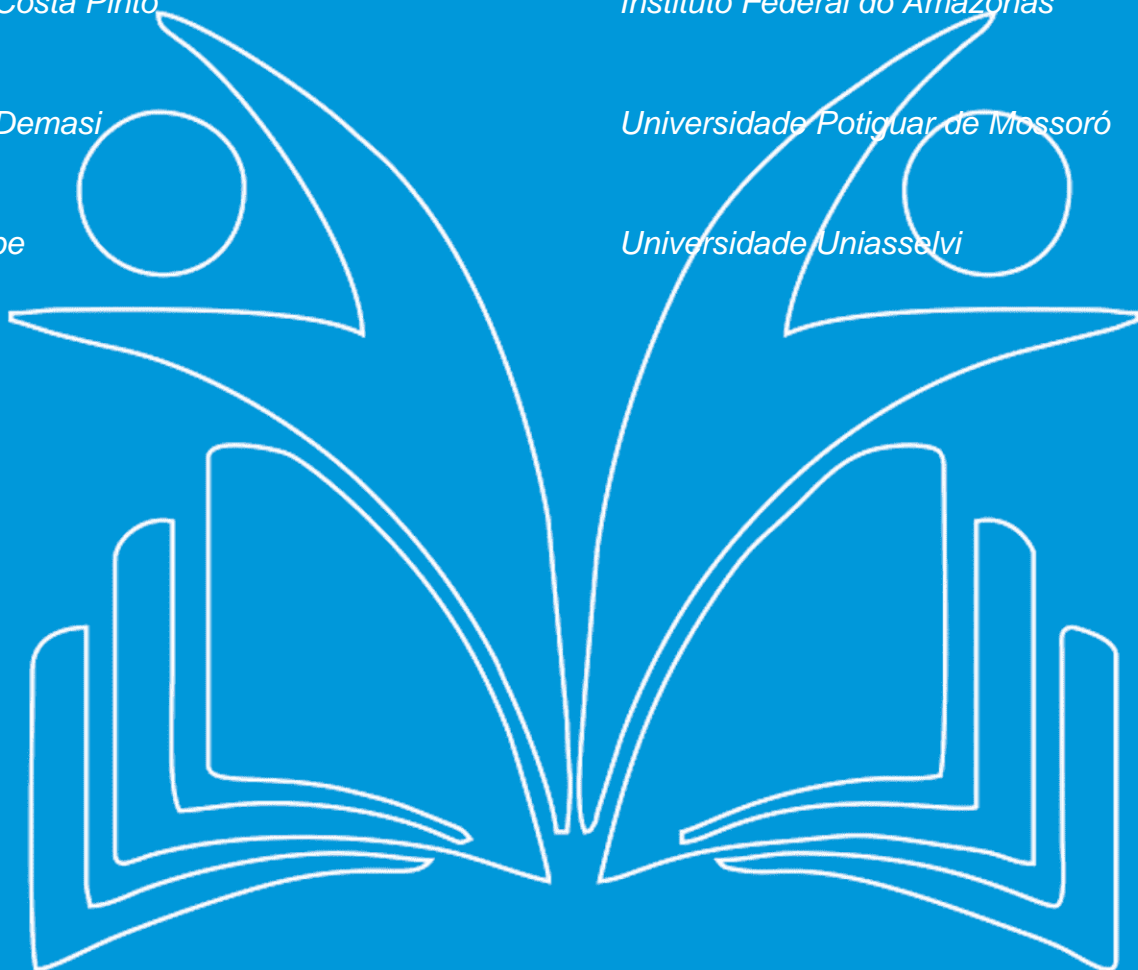 Costa Pinto
Instituto Federal do Amazonas
Demasi
Universidade Potiguar de Mossoró
Universidade Uniasselvi